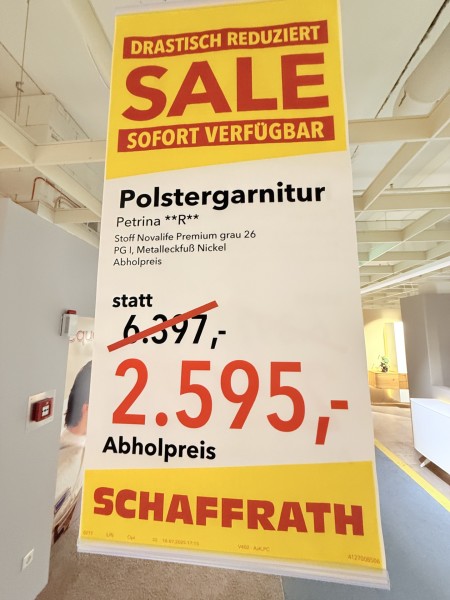 DRASTISCH REDUZIERT
SALE
SOFORT VERFÜGBAR
Polstergarnitur
Petrina **R**
Stoff Novalife Premium grau 26
PG I, Metalleckfuß Nickel
Abholpreis
statt
6.397,-
2.595,-
Abholpreis
SCHAFFRATH